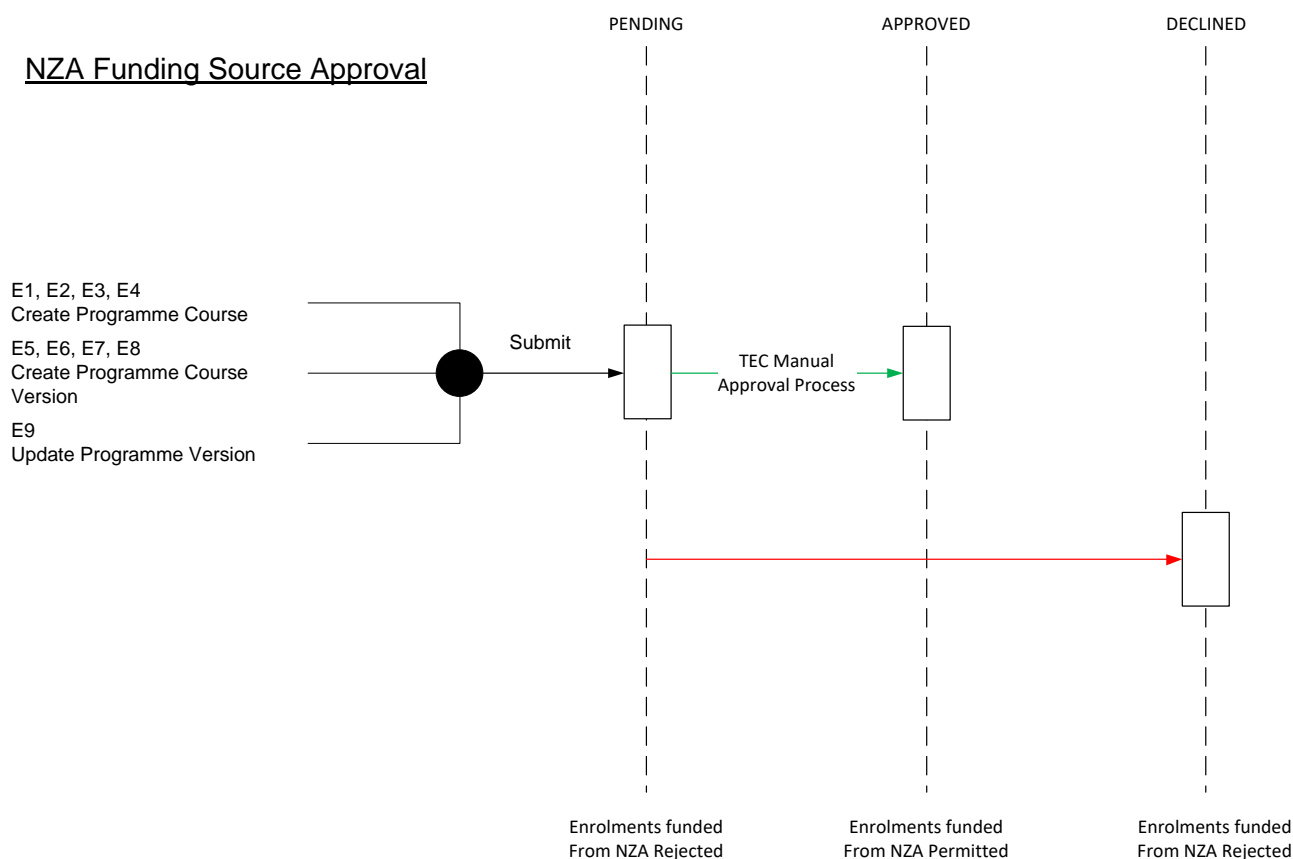 PENDING
APPROVED
DECLINED
NZA Funding Source Approval
E1, E2, E3, E4
Create Programme Course
E5, E6, E7, E8
Create Programme Course
Version
E9
Update Programme Version
Submit
TEC Manual
Approval Process
Enrolments funded
From NZA Rejected
Enrolments funded
From NZA Permitted
Enrolments funded
From NZA Rejected